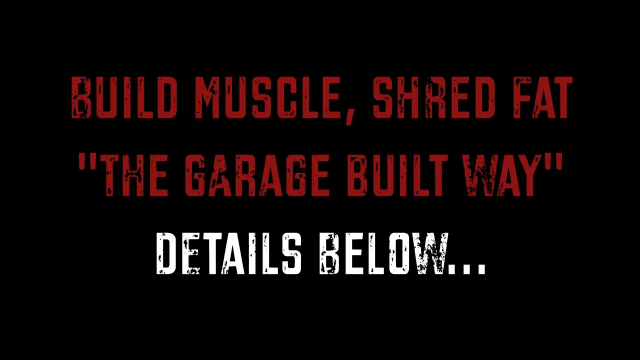 BUILD MUSCLE, SHRED FAT
"THE GARAGE BUILT WAY"
DETAILS BELOW...